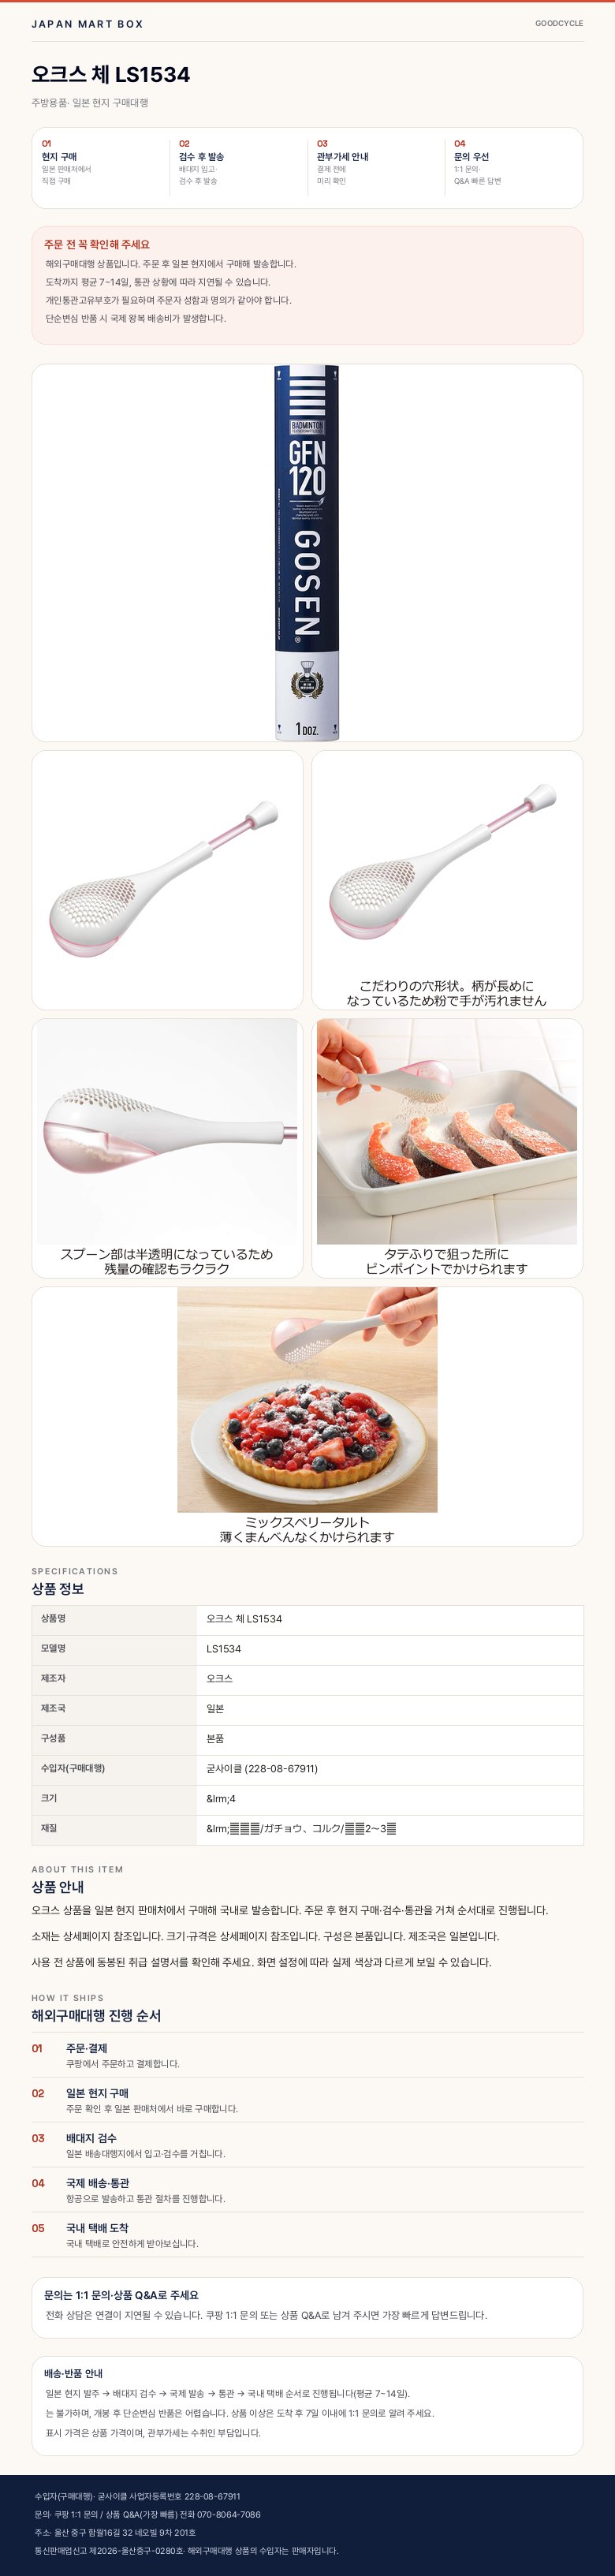 JAPAN MART BOX
GOODCYCLE
오크스 체 LS1534
주방용품· 일본 현지 구매대행
01
현지 구매
일본 판매처에서
직접 구매
02
검수 후 발송
배대지 입고·
검수 후 발송
03
관부가세 안내
결제 전에
미리 확인
04
문의 우선
1:1 문의·
Q&A 빠른 답변
주문 전 꼭 확인해 주세요
해외구매대행 상품입니다. 주문 후 일본 현지에서 구매해 발송합니다.
도착까지 평균 7~14일, 통관 상황에 따라 지연될 수 있습니다.
개인통관고유부호가 필요하며 주문자 성함과 명의가 같아야 합니다.
단순변심 반품 시 국제 왕복 배송비가 발생합니다.
BADMINTON
GFN
120
GOSEN®
1 DOZ.
こだわりの穴形状。柄が長めに
なっているため粉で手が汚れません
スプーン部は半透明になっているため
残量の確認もラクラク
タテふりで狙った所に
ピンポイントでかけられます
ミックスベリータルト
薄くまんべんなくかけられます
SPECIFICATIONS
상품 정보
상품명 오크스 체 LS1534
모델명 LS1534
제조자 오크스
제조국 일본
구성품 본품
수입자(구매대행) 굳사이클 (228-08-67911)
크기 &lrm;4
재질 &lrm;▤▤▤/ガチョウ、コルク/▤▤2~3▤
ABOUT THIS ITEM
상품 안내
오크스 상품을 일본 현지 판매처에서 구매해 국내로 발송합니다. 주문 후 현지 구매·검수·통관을 거쳐 순서대로 진행됩니다.
소재는 상세페이지 참조입니다. 크기·규격은 상세페이지 참조입니다. 구성은 본품입니다. 제조국은 일본입니다.
사용 전 상품에 동봉된 취급 설명서를 확인해 주세요. 화면 설정에 따라 실제 색상과 다르게 보일 수 있습니다.
HOW IT SHIPS
해외구매대행 진행 순서
01 주문·결제
쿠팡에서 주문하고 결제합니다.
02 일본 현지 구매
주문 확인 후 일본 판매처에서 바로 구매합니다.
03 배대지 검수
일본 배송대행지에서 입고·검수를 거칩니다.
04 국제 배송·통관
항공으로 발송하고 통관 절차를 진행합니다.
05 국내 택배 도착
국내 택배로 안전하게 받아보십니다.
문의는 1:1 문의·상품 Q&A로 주세요
전화 상담은 연결이 지연될 수 있습니다. 쿠팡 1:1 문의 또는 상품 Q&A로 남겨 주시면 가장 빠르게 답변드립니다.
배송·반품 안내
일본 현지 발주 → 배대지 검수 → 국제 발송 → 통관 → 국내 택배 순서로 진행됩니다(평균 7~14일).
는 불가하며, 개봉 후 단순변심 반품은 어렵습니다. 상품 이상은 도착 후 7일 이내에 1:1 문의로 알려 주세요.
표시 가격은 상품 가격이며, 관부가세는 수취인 부담입니다.
수입자(구매대행)· 굳사이클 사업자등록번호 228-08-67911
문의· 쿠팡 1:1 문의 / 상품 Q&A(가장 빠름) 전화 070-8064-7086
주소· 울산 중구 함월16길 32 네오빌 9차 201호
통신판매업신고 제2026-울산중구-0280호· 해외구매대행 상품의 수입자는 판매자입니다.